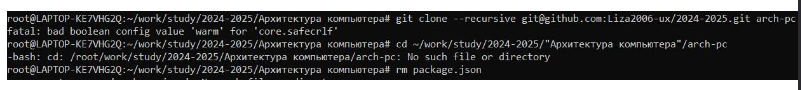 root@LAPTOP-KE7VHG2Q:~/work/study/2024-2025/Архитектура компьютера# git clone --recursive git@github.com:Liza2006-ux/2024-2025.git arch-pc
fatal: bad boolean config value 'warm' for 'core.safecrlf'
root@LAPTOP-KE7VHG2Q:~/work/study/2024-2025/Архитектура компьютера# cd ~/work/study/2024-2025/"Архитектура компьютера"/arch-pc
-bash: cd: /root/work/study/2024-2025/Архитектура компьютера/arch-pc: No such file or directory
root@LAPTOP-KE7VHG2Q:~/work/study/2024-2025/Архитектура компьютера# rm package.json